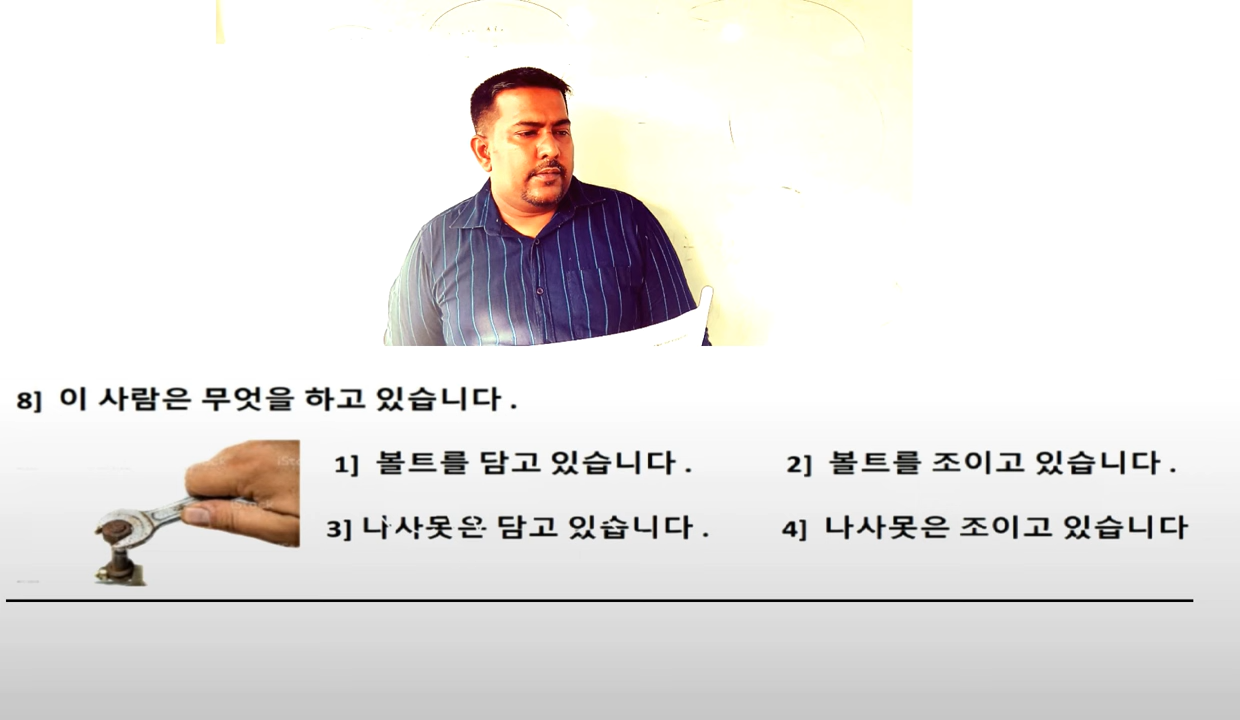 8] 이 사람은 무엇을 하고 있습니다 .
1] 볼트를 담고 있습니다 .
2] 볼트를 조이고 있습니다 .
3] 나사못은 담고 있습니다 .
4] 나사못은 조이고 있습니다
iStock